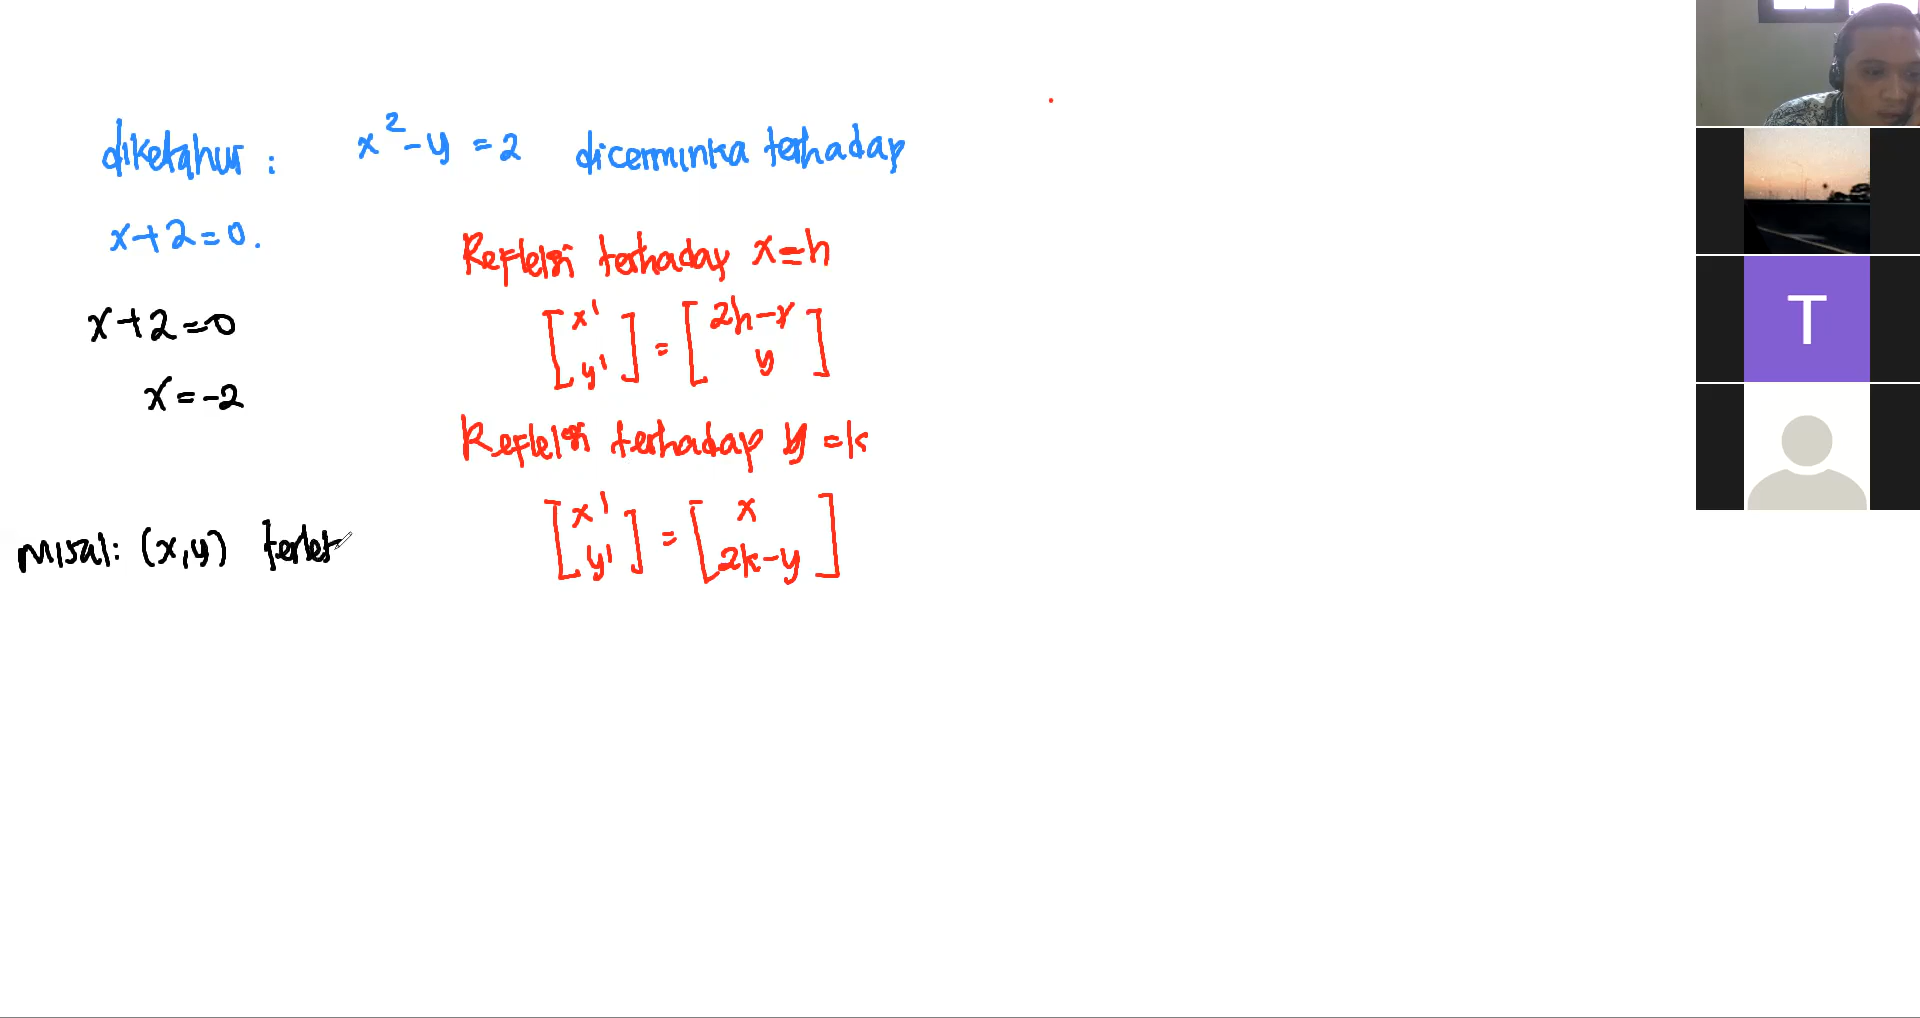 diketahui : x² - y = 2 dicerminka terhadap
x + 2 = 0.
x + 2 = 0
x = -2
Refleksi terhadap x = h
[x' y'] = [2h - x y]
Refleksi terhadap y = k
[x' y'] = [x 2k - y]
misal: (x,y) terlet
T